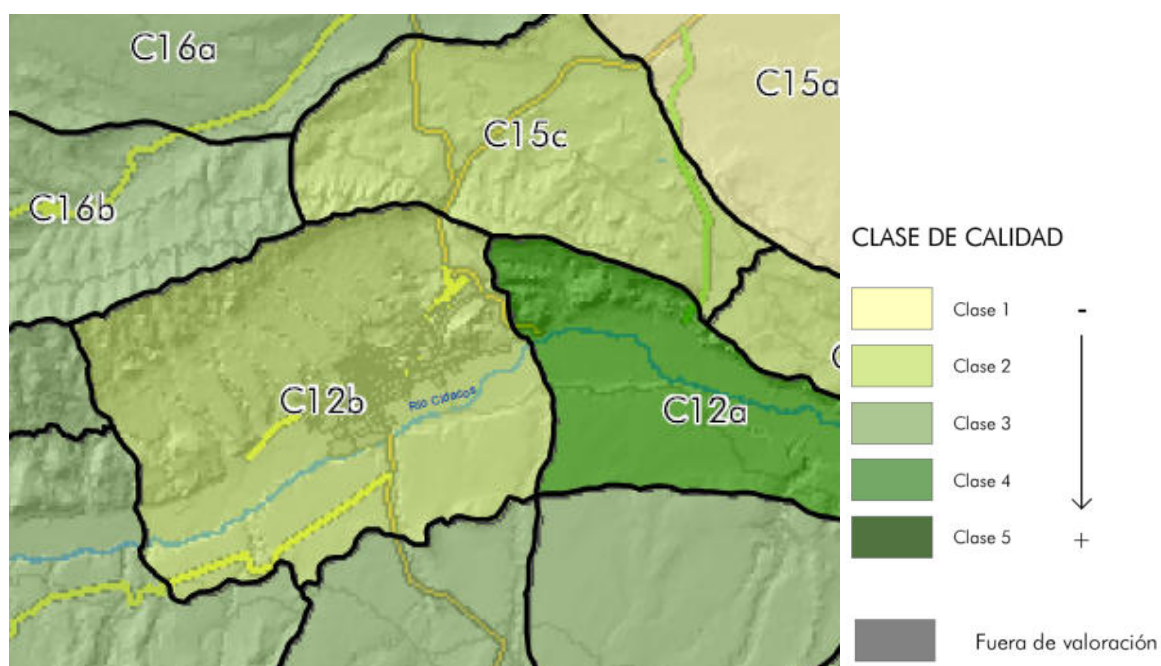 C16a
C15a
C15c
C16b
C12b
Río Cidacos
C12a
CLASE DE CALIDAD
Clase 1 -
Clase 2
Clase 3
Clase 4
Clase 5 +
Fuera de valoración